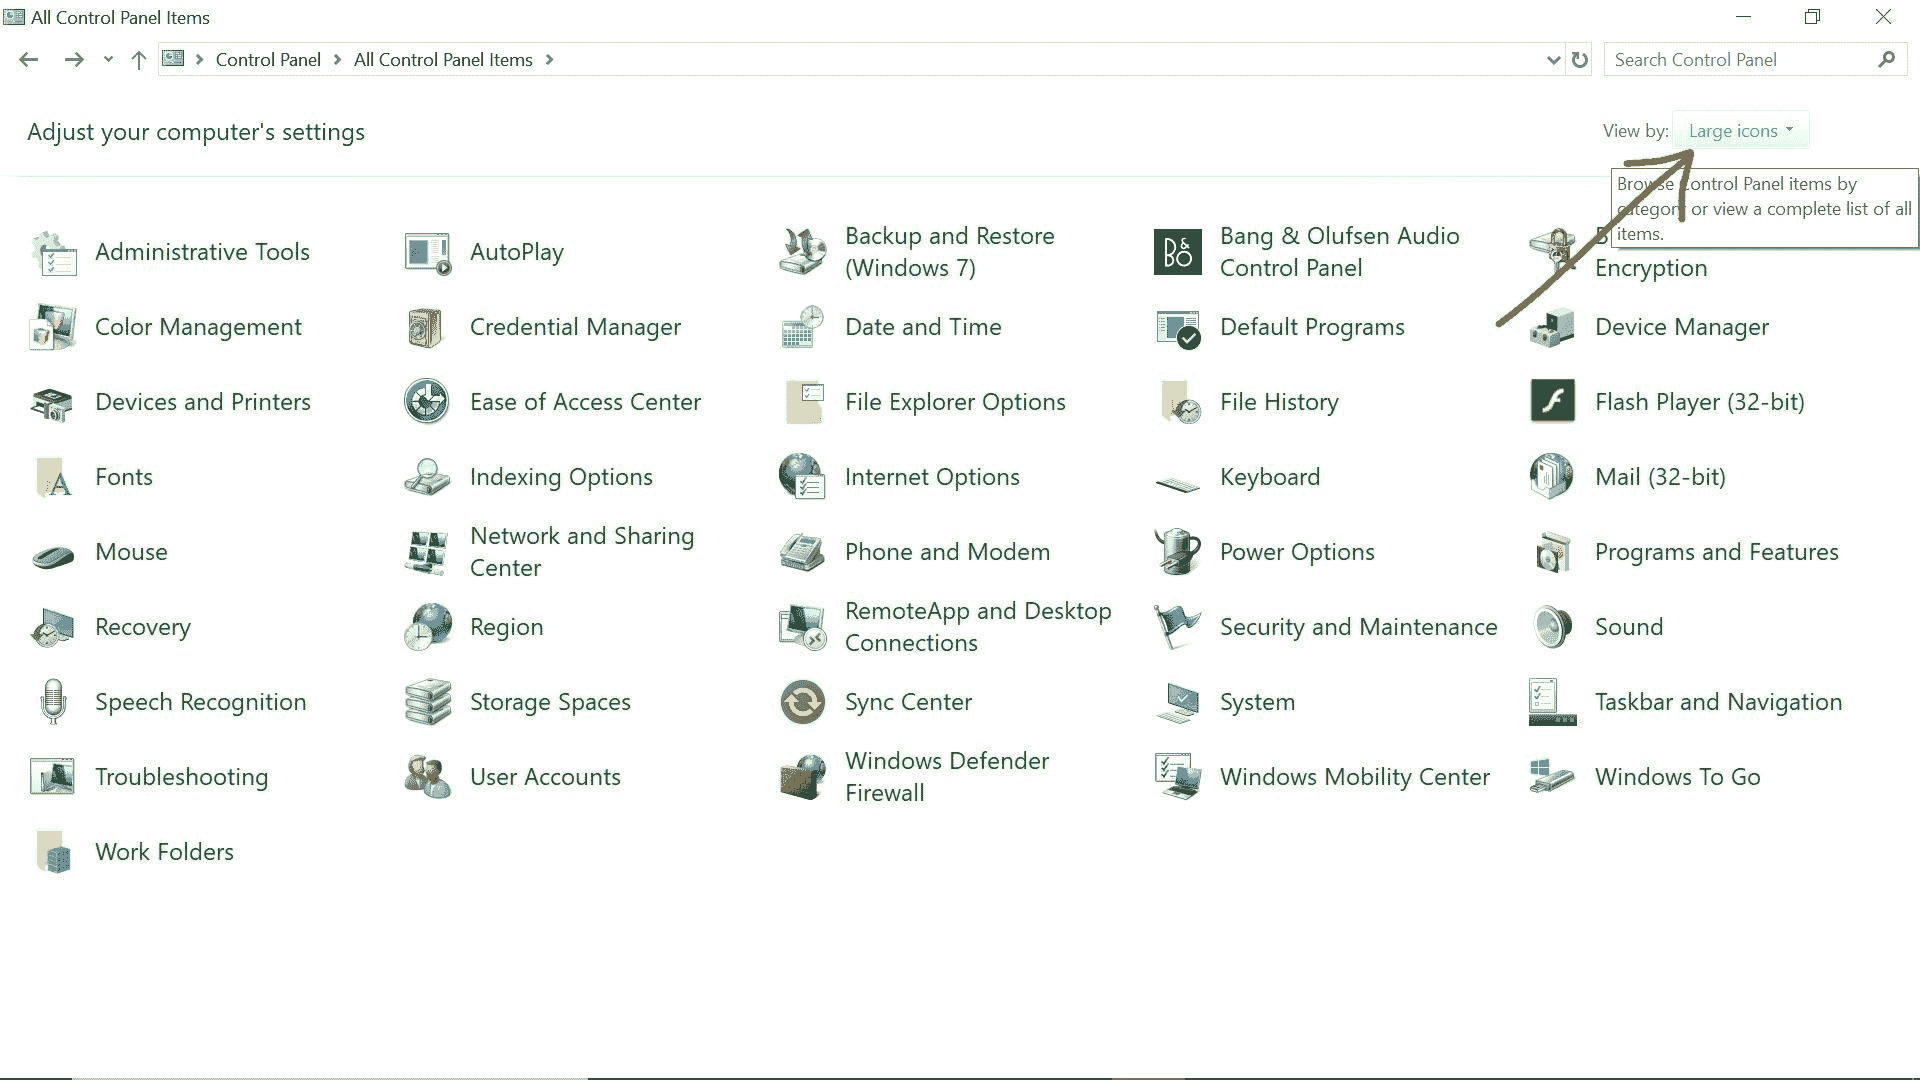 All Control Panel Items
Control Panel All Control Panel Items
Search Control Panel
Adjust your computer's settings
View by: Large icons
Browse Control Panel items by
category or view a complete list of all
items.
Administrative Tools
AutoPlay
Backup and Restore
(Windows 7)
B&O
Bang & Olufsen Audio
Control Panel
Encryption
Color Management
Credential Manager
Date and Time
Default Programs
Device Manager
Devices and Printers
Ease of Access Center
File Explorer Options
File History
Flash Player (32-bit)
Fonts
Indexing Options
Internet Options
Keyboard
Mail (32-bit)
Mouse
Network and Sharing
Center
Phone and Modem
Power Options
Programs and Features
Recovery
Region
RemoteApp and Desktop
Connections
Security and Maintenance
Sound
Speech Recognition
Storage Spaces
Sync Center
System
Taskbar and Navigation
Troubleshooting
User Accounts
Windows Defender
Firewall
Windows Mobility Center
Windows To Go
Work Folders